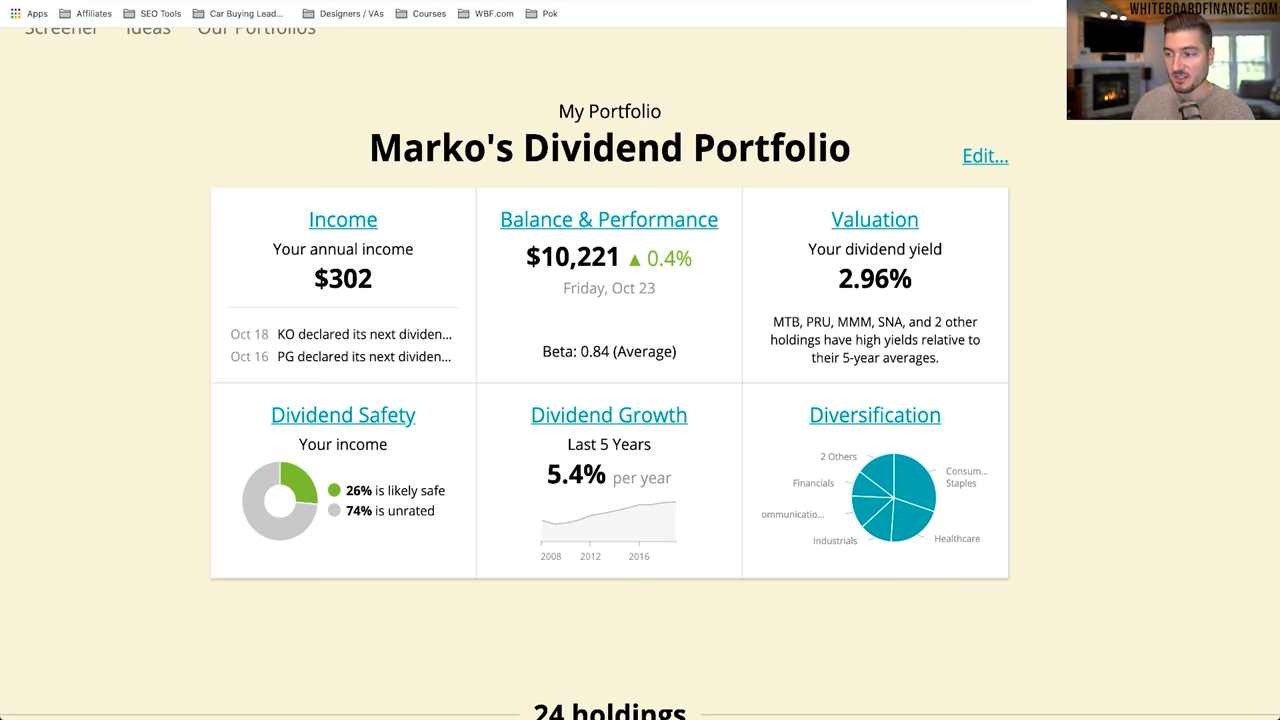 Apps Affiliates SEO Tools Car Buying Lead... Designers / VAs Courses WBF.com Pok
WHITEBOARDFINANCE.COM
Screener Ideas Our Portfolios
My Portfolio
Marko's Dividend Portfolio
Edit...
Income
Your annual income
$302
Oct 18 KO declared its next dividen...
Oct 16 PG declared its next dividen...
Balance & Performance
$10,221 ▲ 0.4%
Friday, Oct 23
Beta: 0.84 (Average)
Valuation
Your dividend yield
2.96%
MTB, PRU, MMM, SNA, and 2 other
holdings have high yields relative to
their 5-year averages.
Dividend Safety
Your income
26% is likely safe
74% is unrated
Dividend Growth
Last 5 Years
5.4% per year
2008 2012 2016
Diversification
2 Others
Consum...
Staples
Financials
ommunicatio...
Industrials
Healthcare
24 holdings